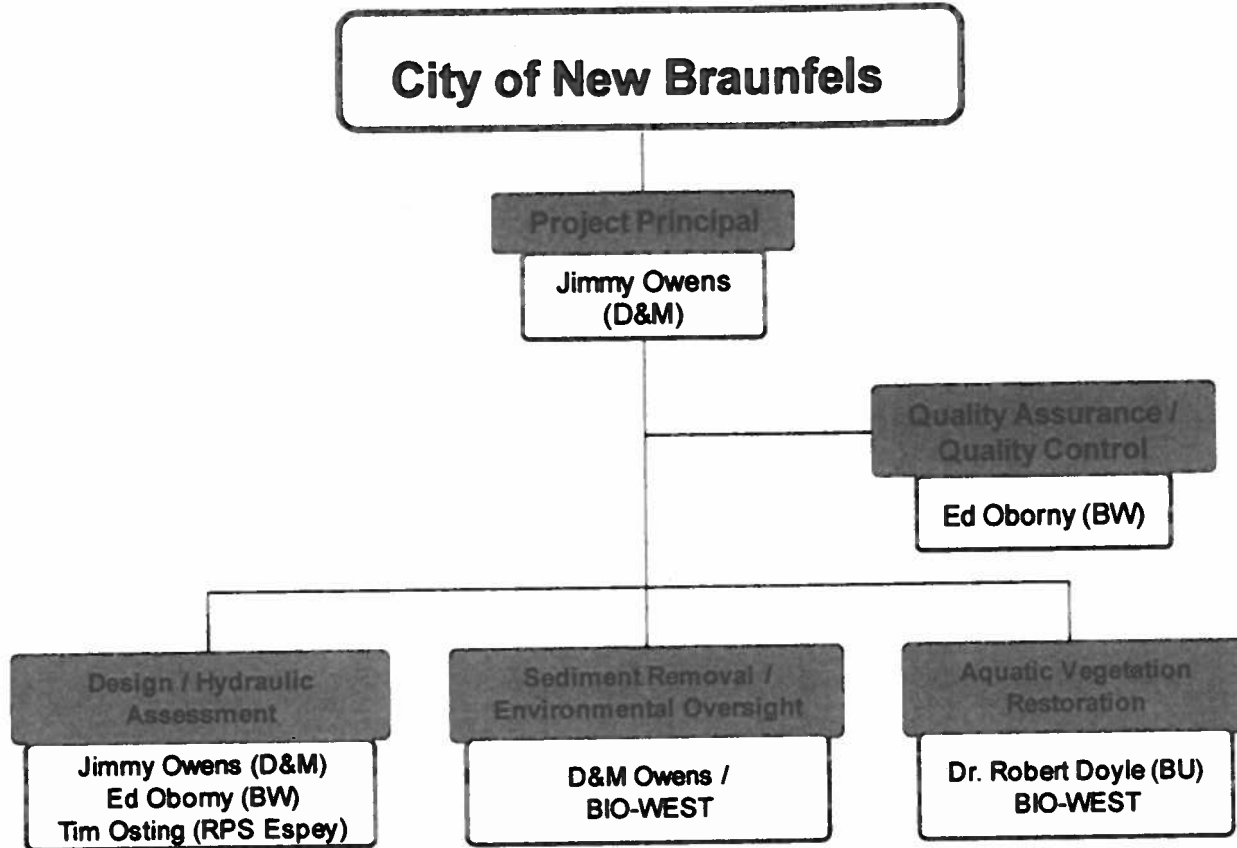 City of New Braunfels
Project Principal
Jimmy Owens
(D&M)
Quality Assurance /
Quality Control
Ed Oborny (BW)
Design / Hydraulic
Assessment
Jimmy Owens (D&M)
Ed Oborny (BW)
Tim Osting (RPS Espey)
Sediment Removal /
Environmental Oversight
D&M Owens /
BIO-WEST
Aquatic Vegetation
Restoration
Dr. Robert Doyle (BU)
BIO-WEST